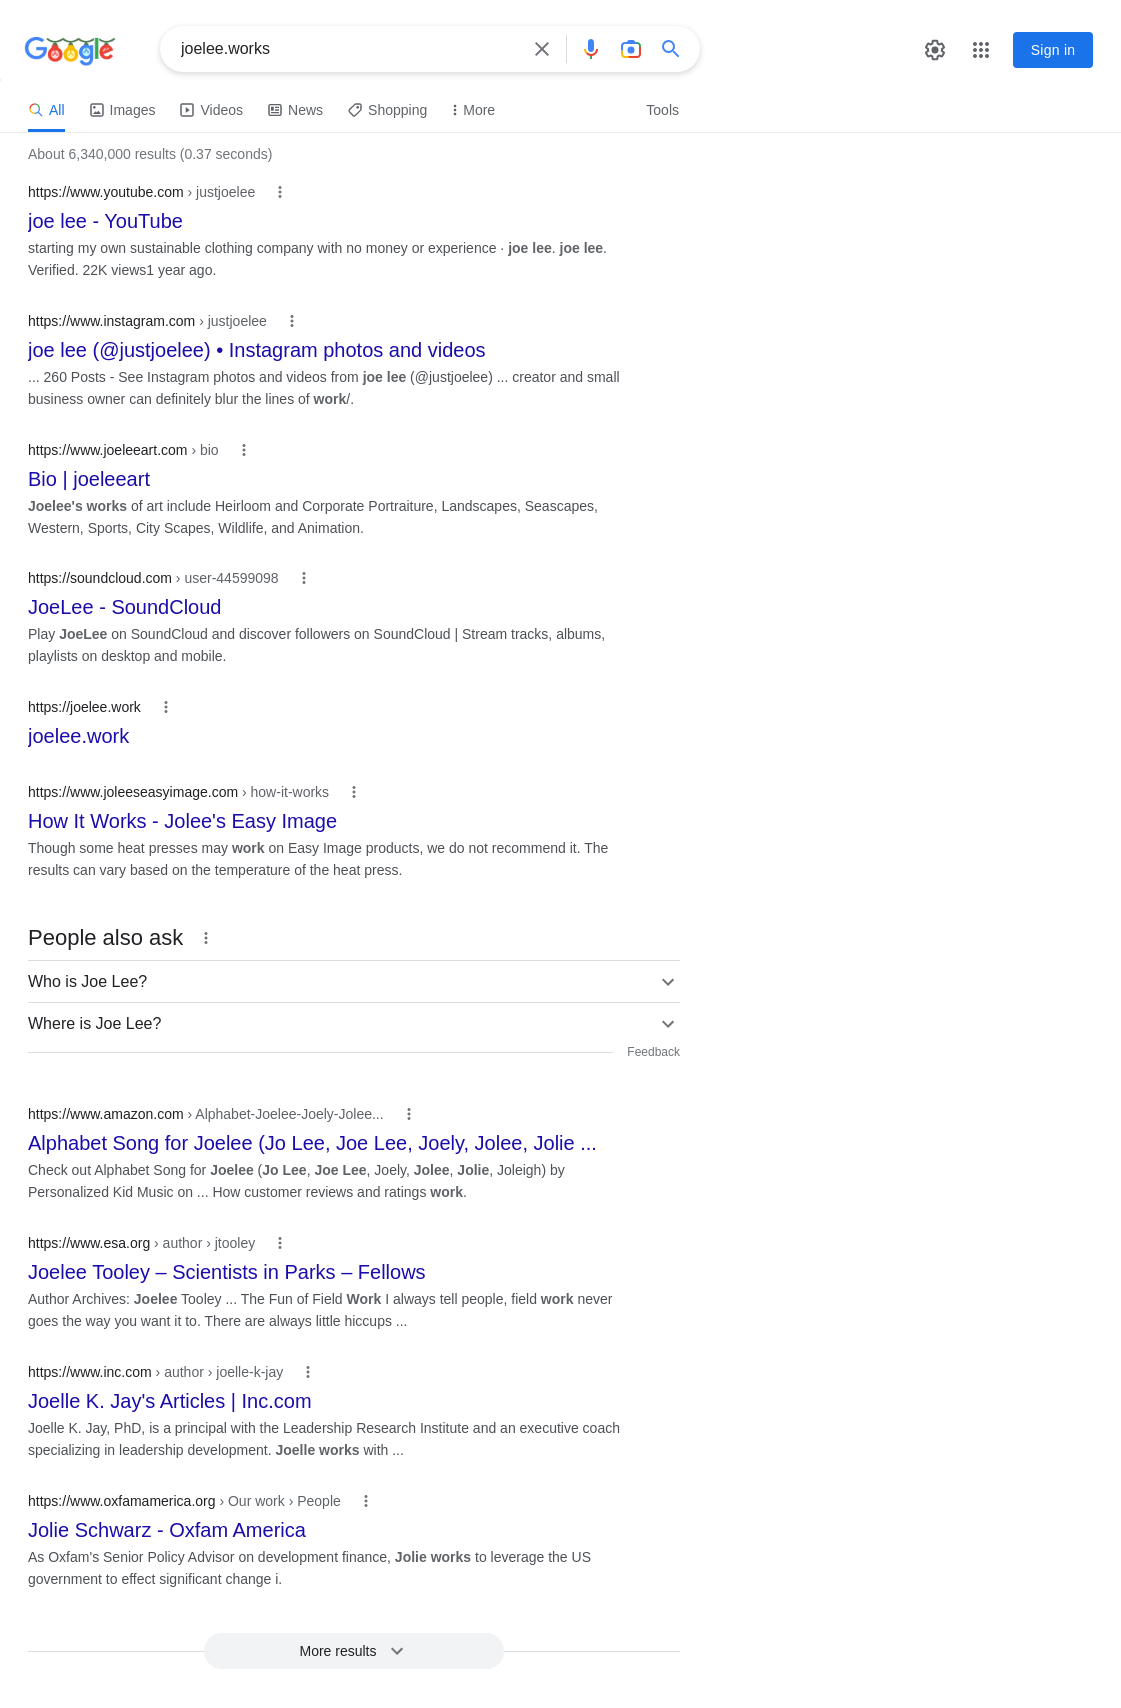 Google
joelee.works
Sign in
All Images Videos News Shopping More Tools
About 6,340,000 results (0.37 seconds)
https://www.youtube.com › justjoelee
joe lee - YouTube
starting my own sustainable clothing company with no money or experience · joe lee. joe lee.
Verified. 22K views1 year ago.
https://www.instagram.com › justjoelee
joe lee (@justjoelee) • Instagram photos and videos
... 260 Posts - See Instagram photos and videos from joe lee (@justjoelee) ... creator and small
business owner can definitely blur the lines of work/.
https://www.joeleeart.com › bio
Bio | joeleeart
Joelee's works of art include Heirloom and Corporate Portraiture, Landscapes, Seascapes,
Western, Sports, City Scapes, Wildlife, and Animation.
https://soundcloud.com › user-44599098
JoeLee - SoundCloud
Play JoeLee on SoundCloud and discover followers on SoundCloud | Stream tracks, albums,
playlists on desktop and mobile.
https://joelee.work
joelee.work
https://www.joleeseasyimage.com › how-it-works
How It Works - Jolee's Easy Image
Though some heat presses may work on Easy Image products, we do not recommend it. The
results can vary based on the temperature of the heat press.
People also ask
Who is Joe Lee?
Where is Joe Lee?
Feedback
https://www.amazon.com › Alphabet-Joelee-Joely-Jolee...
Alphabet Song for Joelee (Jo Lee, Joe Lee, Joely, Jolee, Jolie ...
Check out Alphabet Song for Joelee (Jo Lee, Joe Lee, Joely, Jolee, Jolie, Joleigh) by
Personalized Kid Music on ... How customer reviews and ratings work.
https://www.esa.org › author › jtooley
Joelee Tooley – Scientists in Parks – Fellows
Author Archives: Joelee Tooley ... The Fun of Field Work I always tell people, field work never
goes the way you want it to. There are always little hiccups ...
https://www.inc.com › author › joelle-k-jay
Joelle K. Jay's Articles | Inc.com
Joelle K. Jay, PhD, is a principal with the Leadership Research Institute and an executive coach
specializing in leadership development. Joelle works with ...
https://www.oxfamamerica.org › Our work › People
Jolie Schwarz - Oxfam America
As Oxfam's Senior Policy Advisor on development finance, Jolie works to leverage the US
government to effect significant change i.
More results